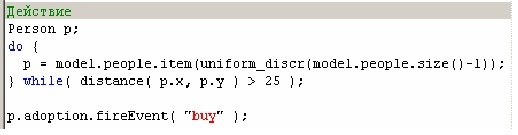 Действие
Person p;
do {
  p = model.people.item(uniform_discr(model.people.size()-1));
} while( distance( p.x, p.y ) > 25 );

p.adoption.fireEvent( "buy" );